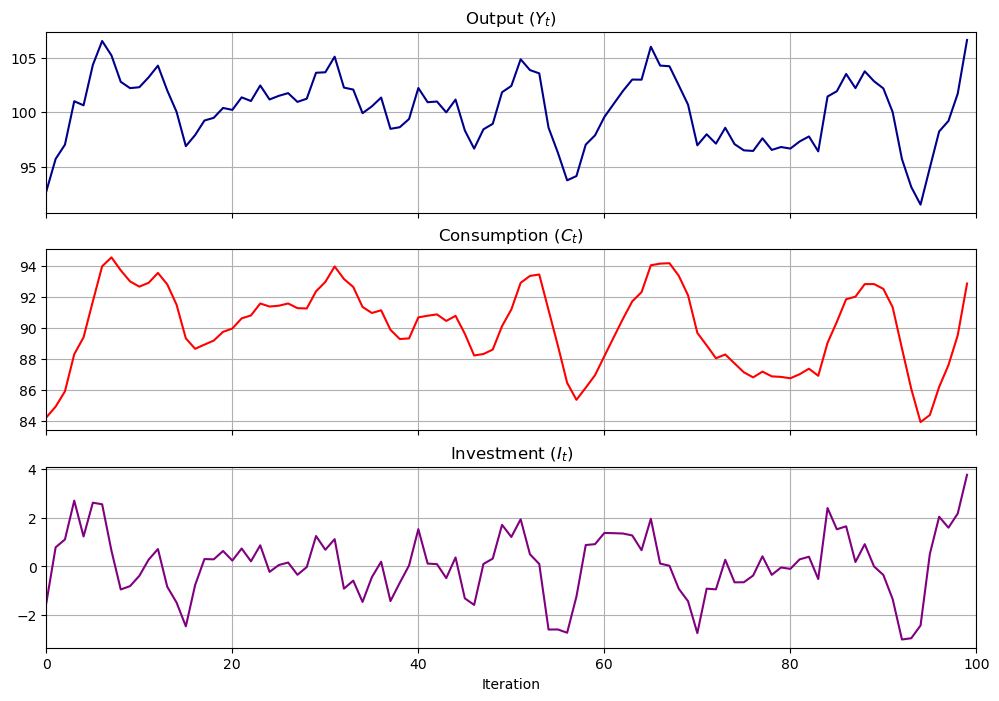 Output (Y_t)
105
100
95
Consumption (C_t)
94
92
90
88
86
84
Investment (I_t)
4
2
0
−2
0 20 40 60 80 100
Iteration